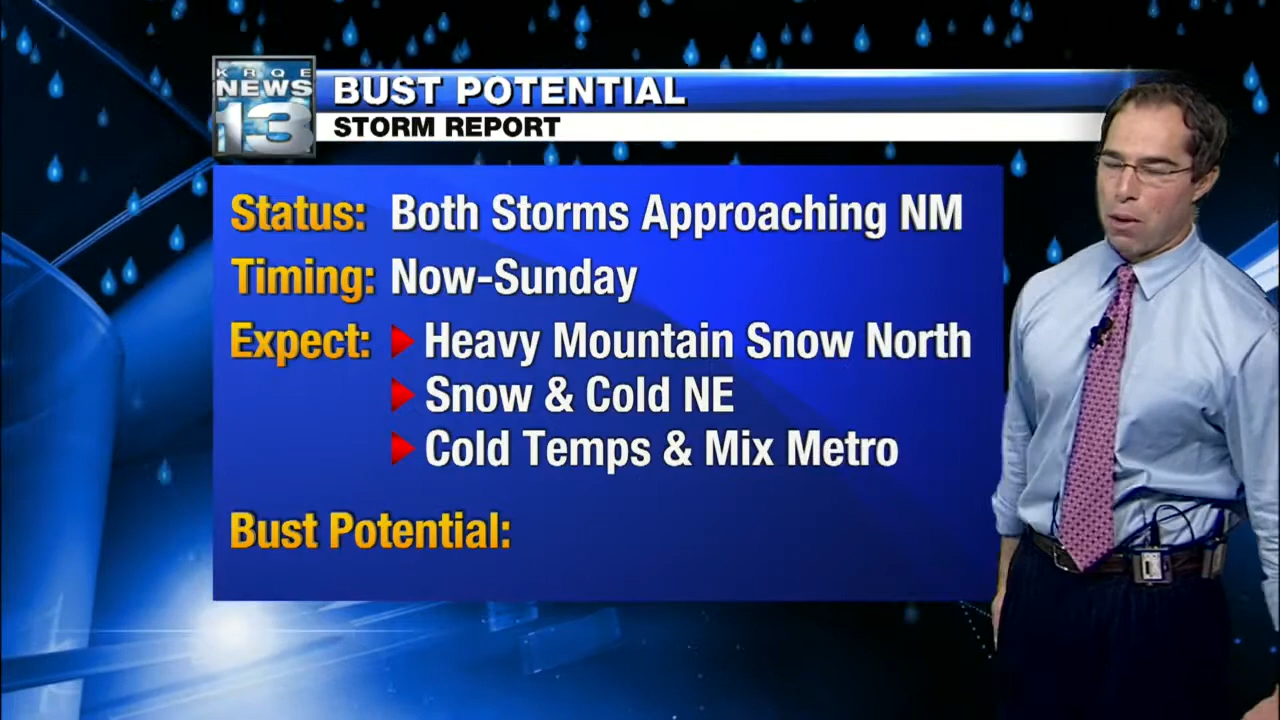 KRQE
NEWS
13
BUST POTENTIAL
STORM REPORT
Status: Both Storms Approaching NM
Timing: Now-Sunday
Expect: Heavy Mountain Snow North
Snow & Cold NE
Cold Temps & Mix Metro
Bust Potential: